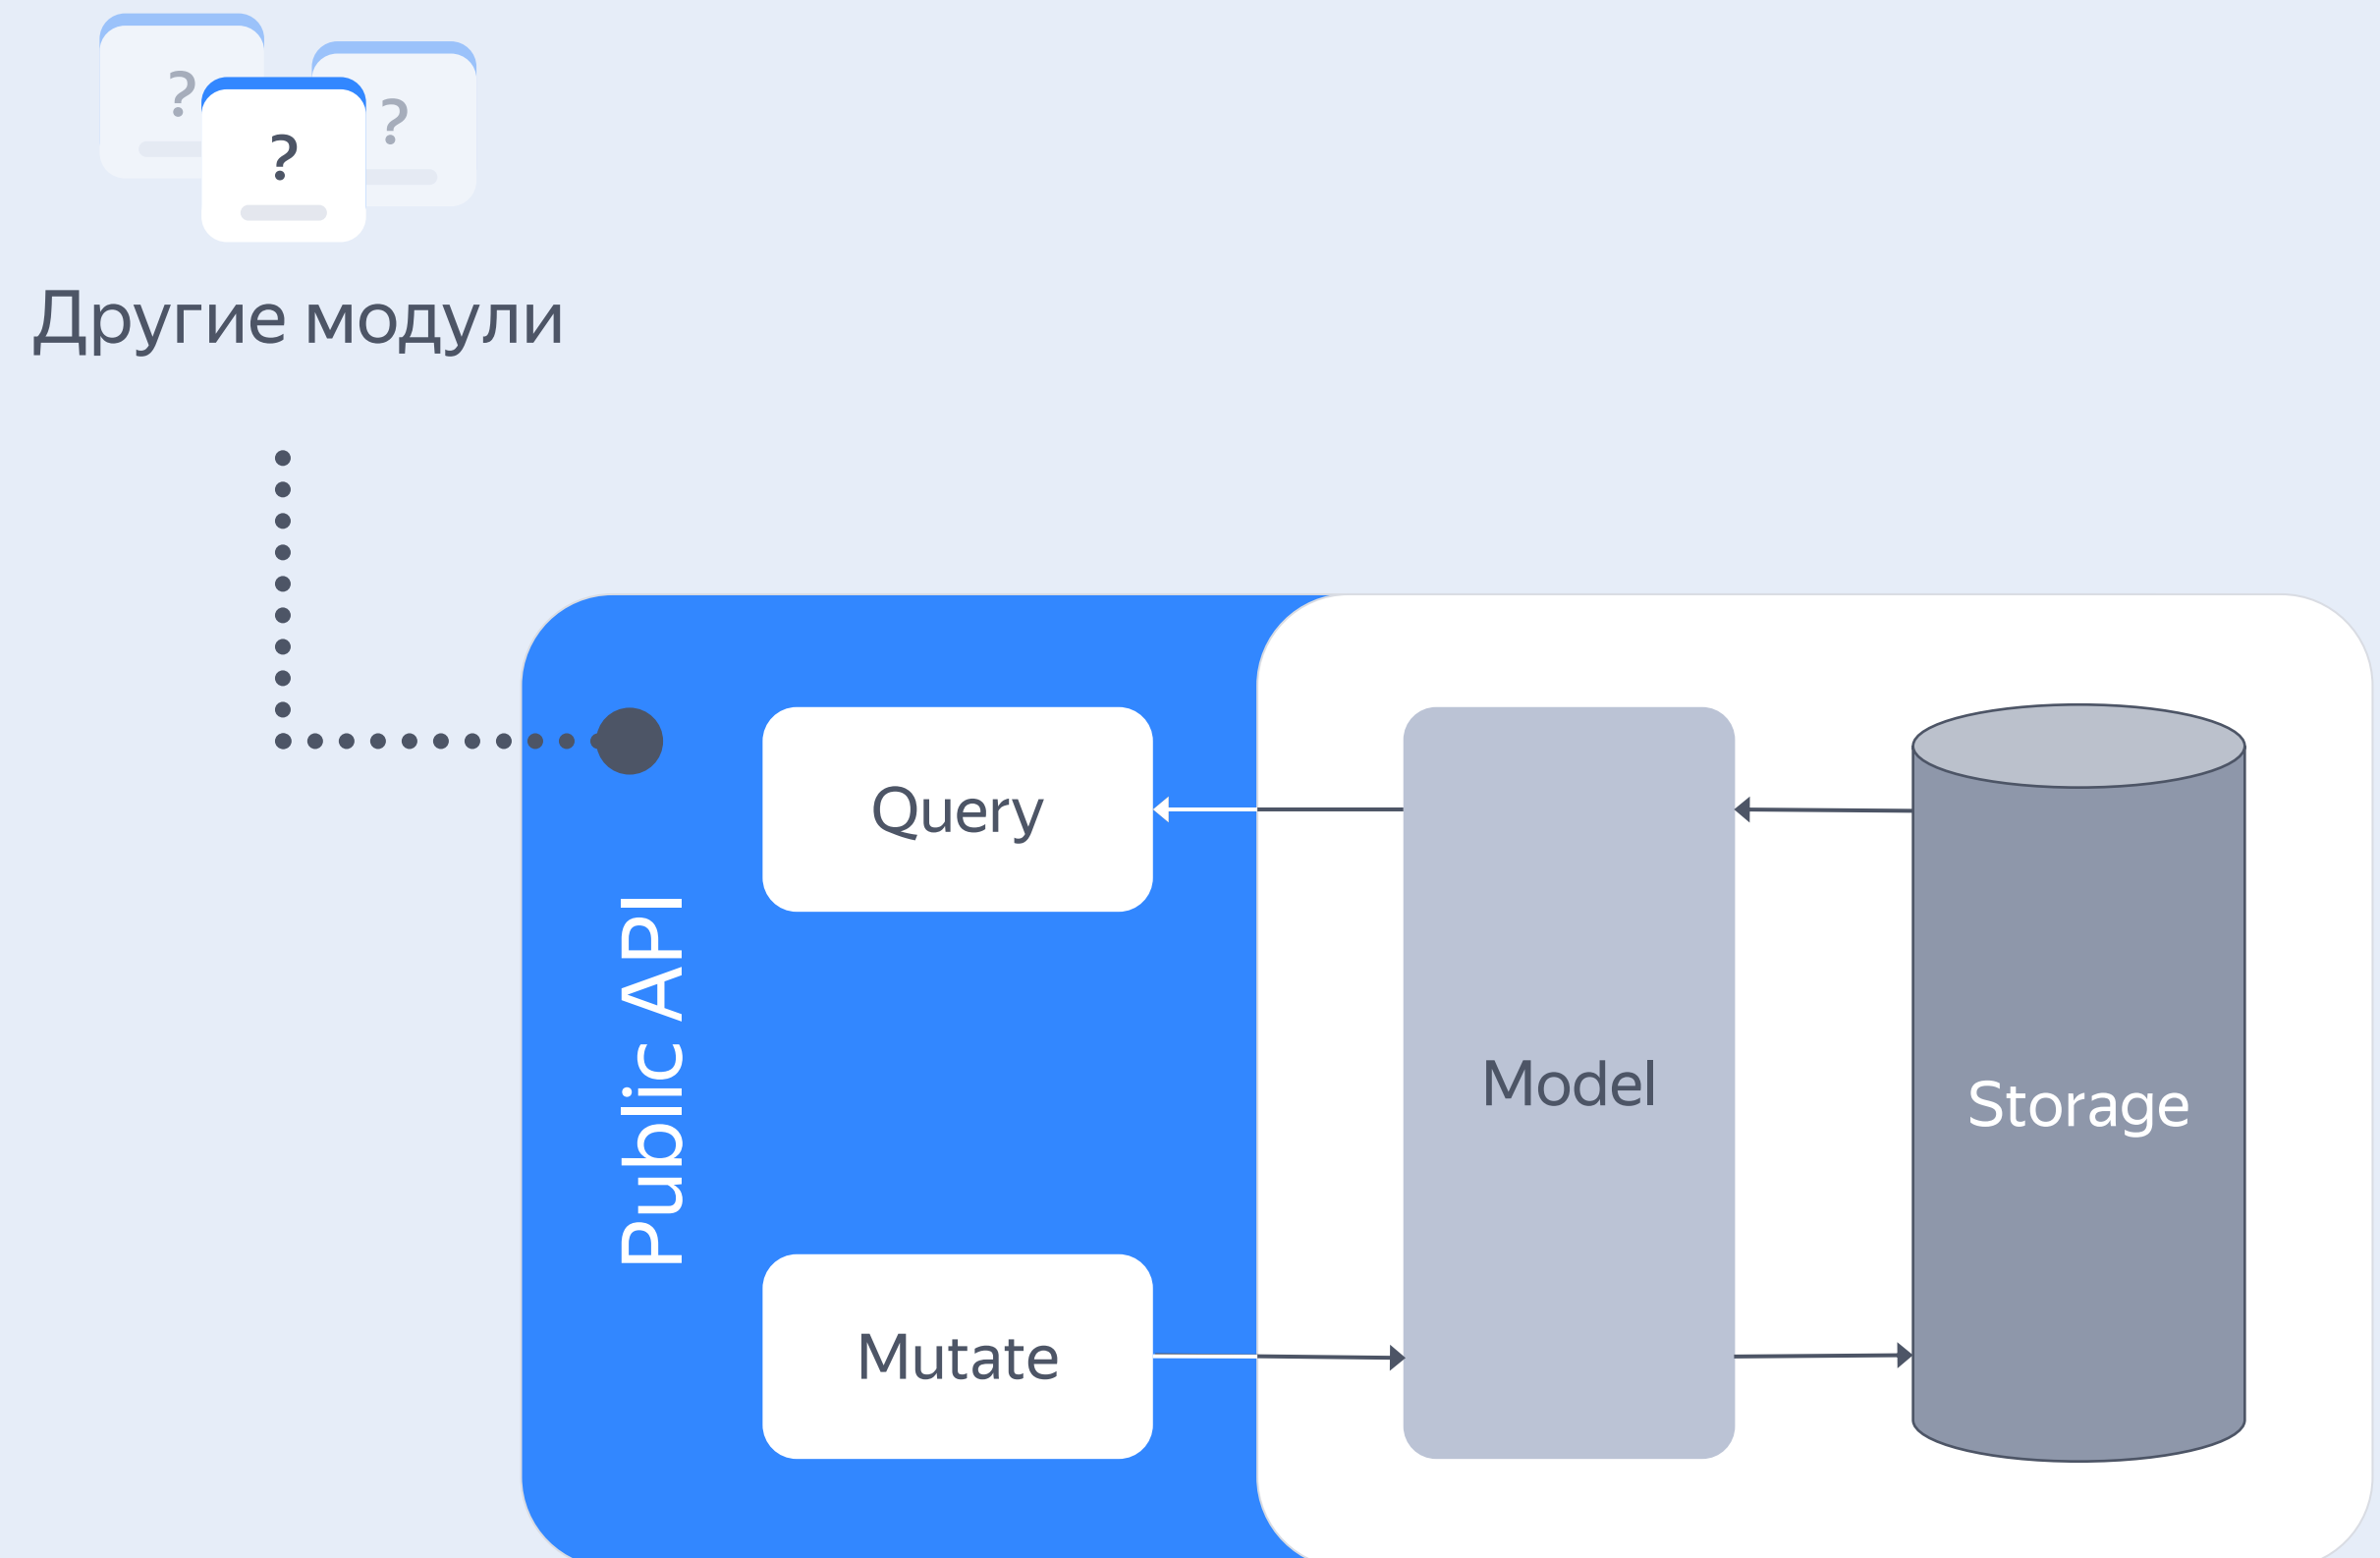 ?
?
?
Другие модули
Public API
Query
Mutate
Model
Storage